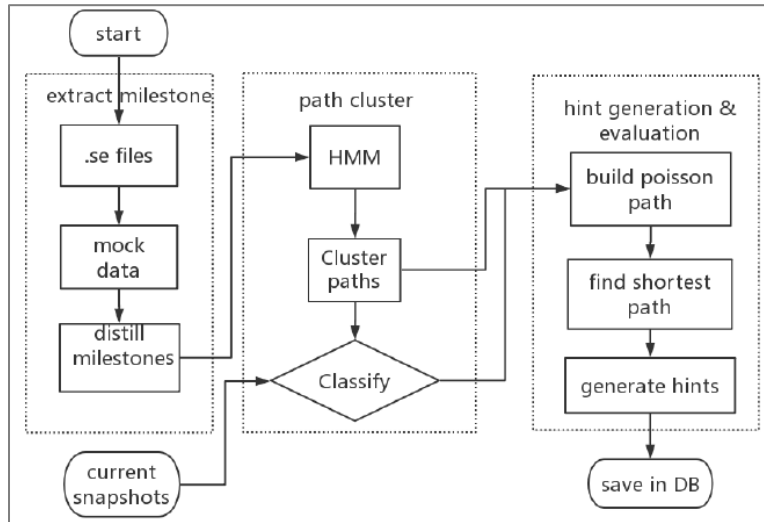 start
extract milestone
.se files
mock
data
distill
milestones
path cluster
HMM
Cluster
paths
Classify
current
snapshots
hint generation &
evaluation
build poisson
path
find shortest
path
generate hints
save in DB